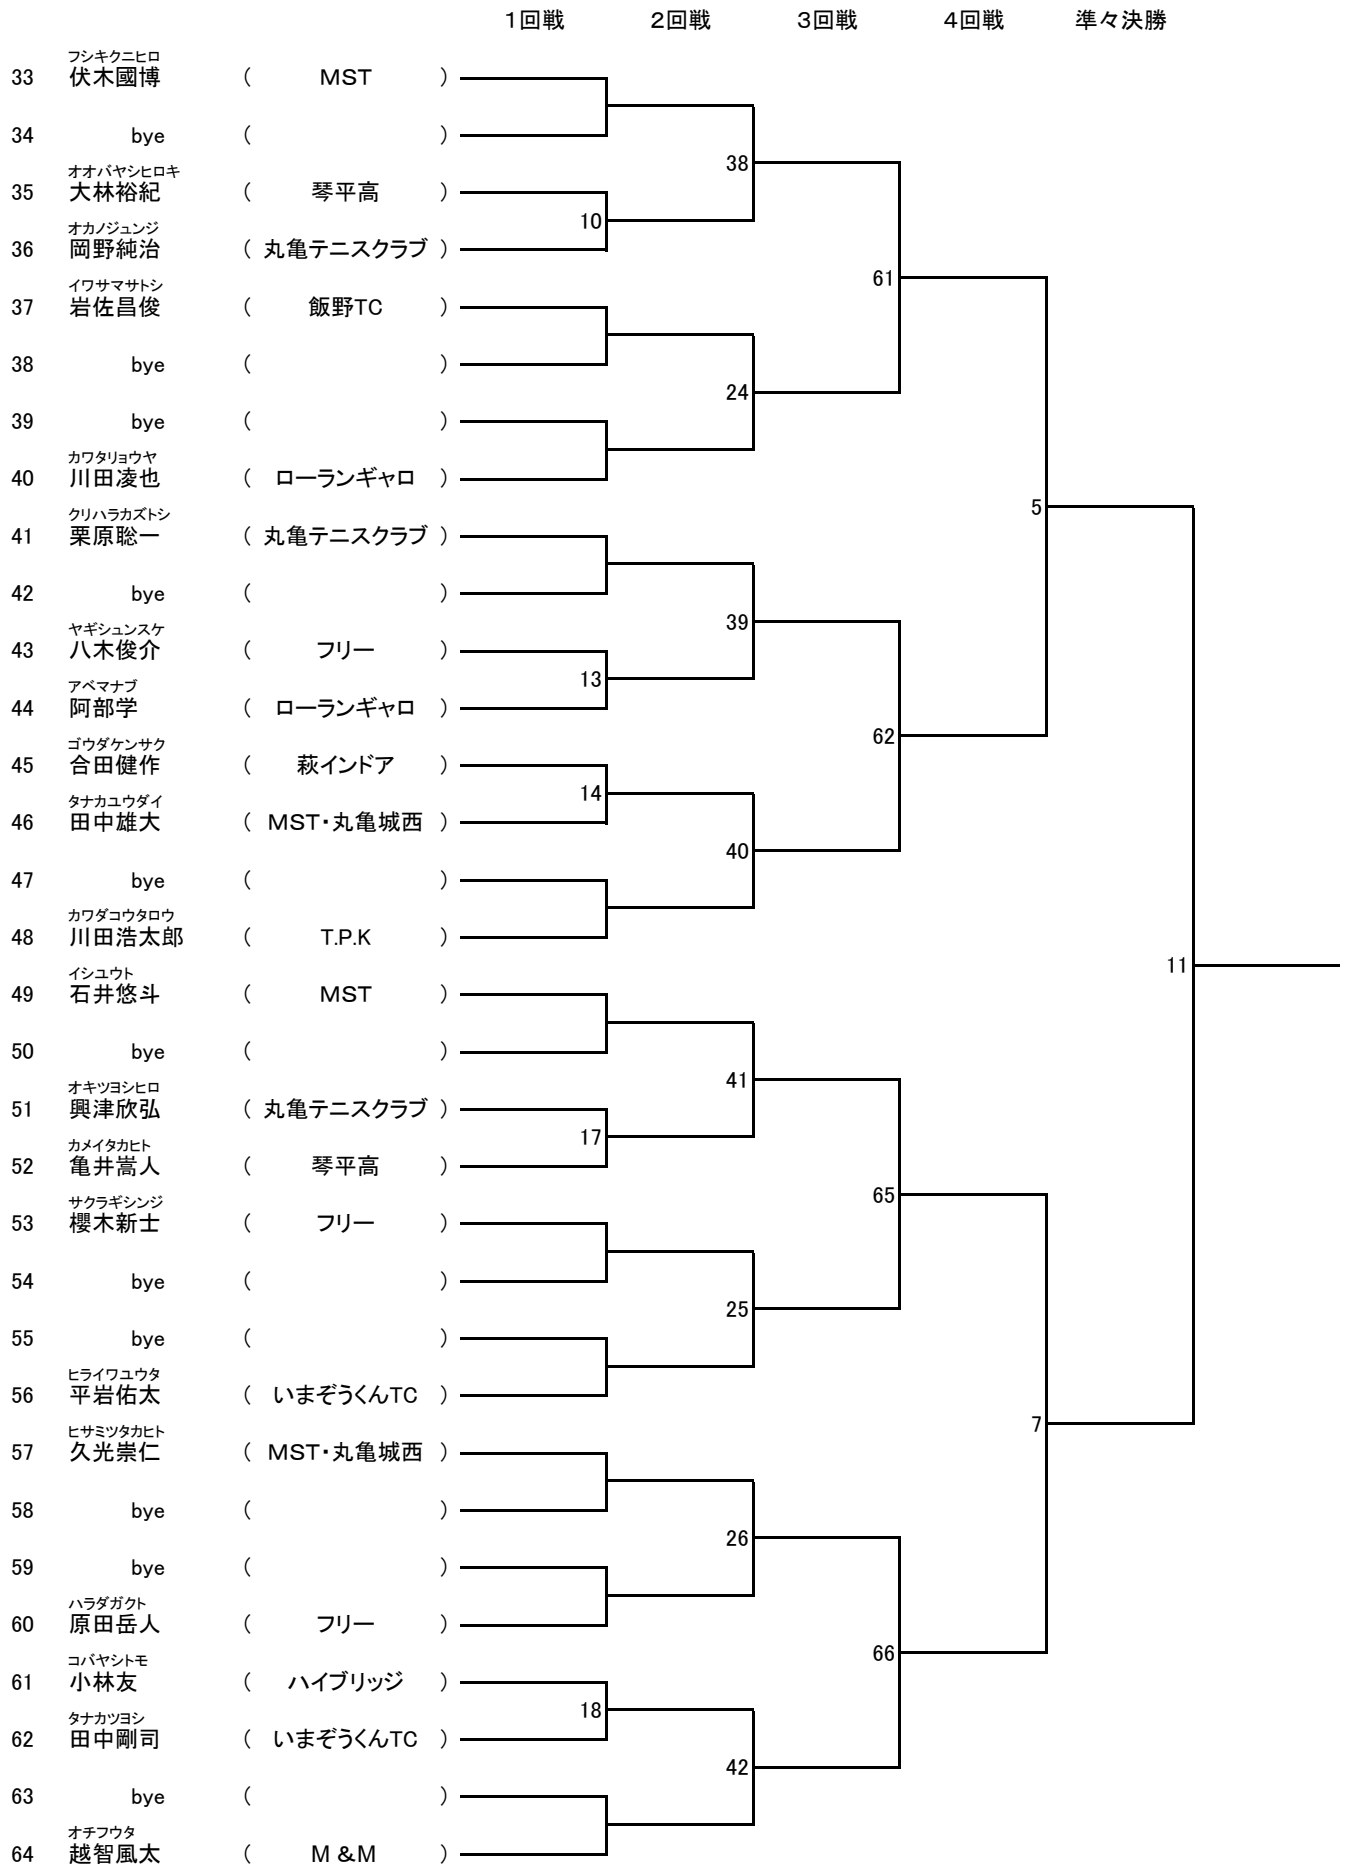 １回戦 ２回戦 ３回戦 ４回戦 準々決勝
フシキクニヒロ
33 伏木國博 ( MST )
34 bye ( )
38
オオバヤシヒロキ
35 大林裕紀 ( 琴平高 )
10
オカノジュンジ
36 岡野純治 ( 丸亀テニスクラブ )
61
イワサマサトシ
37 岩佐昌俊 ( 飯野TC )
38 bye ( )
24
39 bye ( )
カワタリョウヤ
40 川田凌也 ( ローランギャロ )
5
クリハラカズトシ
41 栗原聡一 ( 丸亀テニスクラブ )
42 bye ( )
39
ヤギシュンスケ
43 八木俊介 ( フリー )
13
アベマナブ
44 阿部学 ( ローランギャロ )
62
ゴウダケンサク
45 合田健作 ( 萩インドア )
14
タナカユウダイ
46 田中雄大 ( MST・丸亀城西 )
40
47 bye ( )
カワダコウタロウ
48 川田浩太郎 ( T.P.K )
11
イシユウト
49 石井悠斗 ( MST )
50 bye ( )
41
オキツヨシヒロ
51 興津欣弘 ( 丸亀テニスクラブ )
17
カメイタカヒト
52 亀井嵩人 ( 琴平高 )
65
サクラギシンジ
53 櫻木新士 ( フリー )
54 bye ( )
25
55 bye ( )
ヒライワユウタ
56 平岩佑太 ( いまぞうくんTC )
7
ヒサミツタカヒト
57 久光崇仁 ( MST・丸亀城西 )
58 bye ( )
26
59 bye ( )
ハラダガクト
60 原田岳人 ( フリー )
66
コバヤシトモ
61 小林友 ( ハイブリッジ )
18
タナカツヨシ
62 田中剛司 ( いまぞうくんTC )
42
63 bye ( )
オチフウタ
64 越智風太 ( M &M )